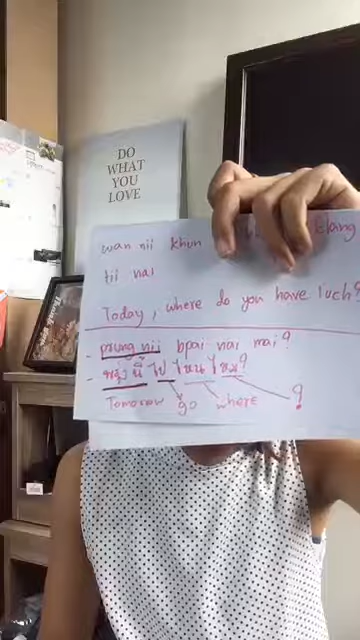 DO
WHAT
YOU
LOVE
wan nii khun klang
tii nai
Today, where do you have luch?
- prung nii bpai nai mai?
- พรุ่งนี้ ไป ไหน ไหม?
Tomorrow go where ?